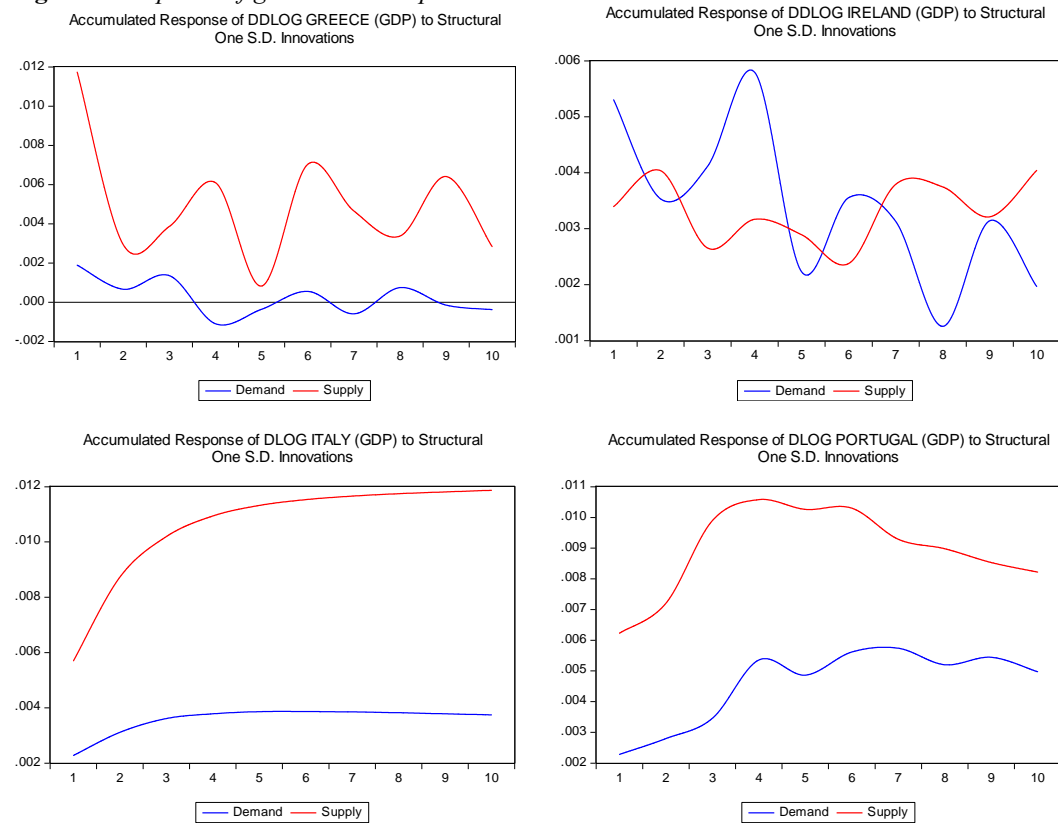 Accumulated Response of DDLOG GREECE (GDP) to Structural
One S.D. Innovations
.012
.010
.008
.006
.004
.002
.000
-.002
1 2 3 4 5 6 7 8 9 10
Demand Supply
Accumulated Response of DDLOG IRELAND (GDP) to Structural
One S.D. Innovations
.006
.005
.004
.003
.002
.001
1 2 3 4 5 6 7 8 9 10
Demand Supply
Accumulated Response of DLOG ITALY (GDP) to Structural
One S.D. Innovations
.012
.010
.008
.006
.004
.002
1 2 3 4 5 6 7 8 9 10
Demand Supply
Accumulated Response of DLOG PORTUGAL (GDP) to Structural
One S.D. Innovations
.011
.010
.009
.008
.007
.006
.005
.004
.003
.002
1 2 3 4 5 6 7 8 9 10
Demand Supply